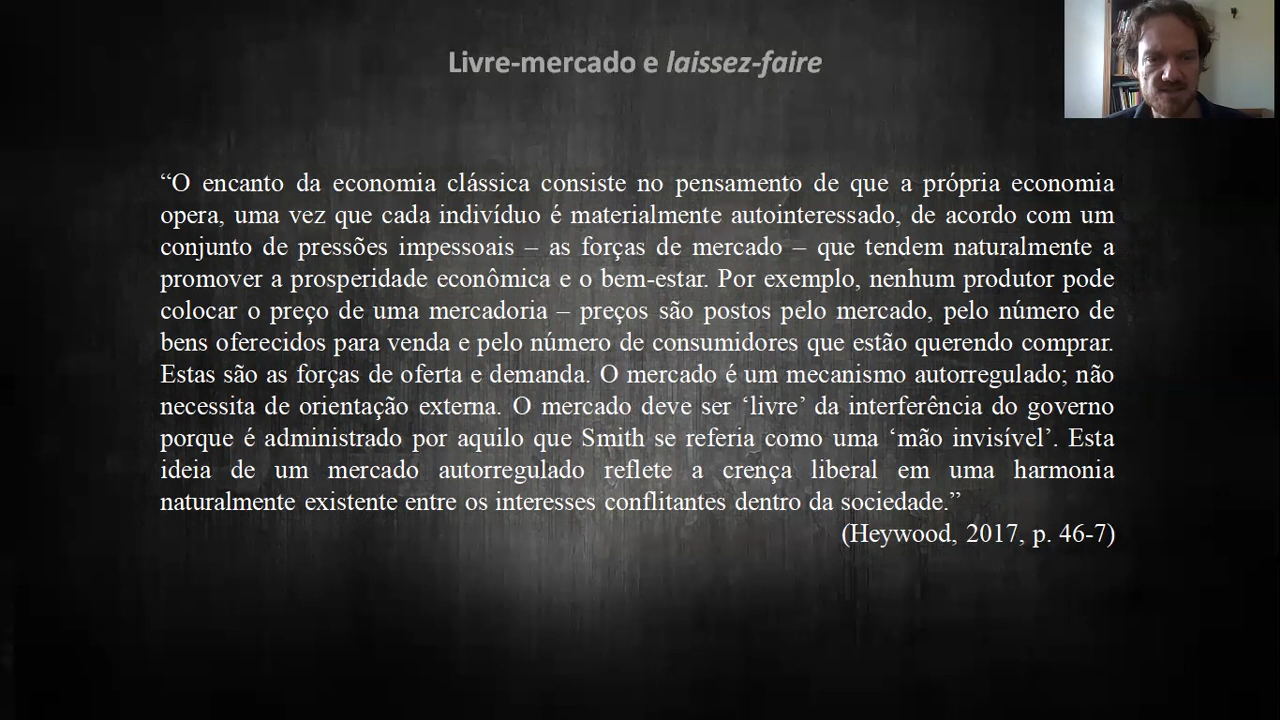 Livre-mercado e laissez-faire
“O encanto da economia clássica consiste no pensamento de que a própria economia
opera, uma vez que cada indivíduo é materialmente autointeressado, de acordo com um
conjunto de pressões impessoais – as forças de mercado – que tendem naturalmente a
promover a prosperidade econômica e o bem-estar. Por exemplo, nenhum produtor pode
colocar o preço de uma mercadoria – preços são postos pelo mercado, pelo número de
bens oferecidos para venda e pelo número de consumidores que estão querendo comprar.
Estas são as forças de oferta e demanda. O mercado é um mecanismo autorregulado; não
necessita de orientação externa. O mercado deve ser ‘livre’ da interferência do governo
porque é administrado por aquilo que Smith se referia como uma ‘mão invisível’. Esta
ideia de um mercado autorregulado reflete a crença liberal em uma harmonia
naturalmente existente entre os interesses conflitantes dentro da sociedade.”
(Heywood, 2017, p. 46-7)